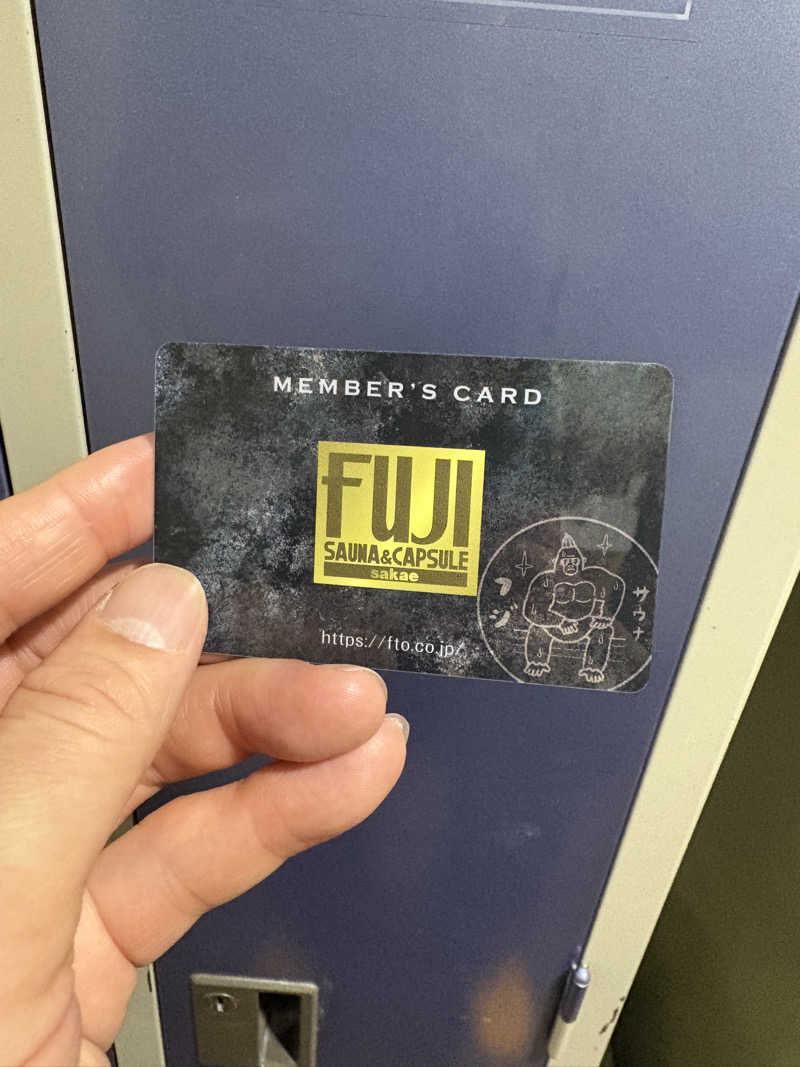 MEMBER'S CARD
FUJI
SAUNA&CAPSULE
sakae
フジ
サウナ
https://fto.co.jp/